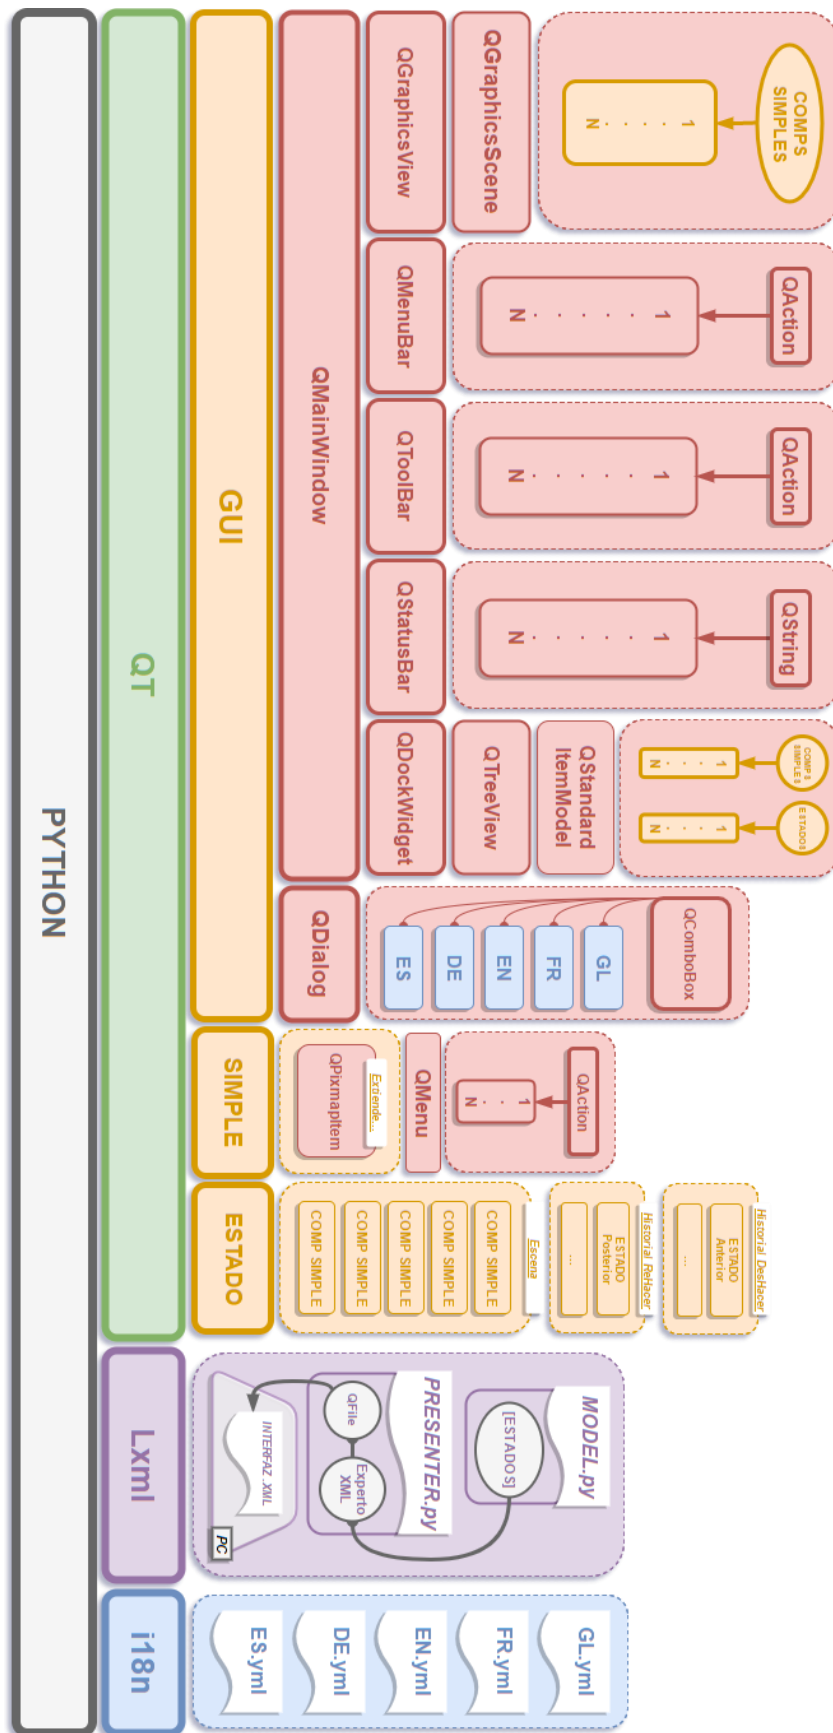 COMPS
SIMPLES
1 . . . . N
QGraphicsScene
QGraphicsView
QAction
1 . . . . . N
QMenuBar
QAction
1 . . . . . N
QToolBar
QString
1 . . . . . N
QStatusBar
COMPS
SIMPLES
1 . . . N
ESTADOS
1 . . . N
QStandard
ItemModel
QTreeView
QDockWidget
QMainWindow
QComboBox
GL
FR
EN
DE
ES
QDialog
GUI
QAction
1 . . N
QMenu
Extiende...
QPixmapItem
SIMPLE
Historial DesHacer
ESTADO
Anterior
...
Historial ReHacer
ESTADO
Posterior
...
Escena
COMP SIMPLE
COMP SIMPLE
COMP SIMPLE
COMP SIMPLE
COMP SIMPLE
ESTADO
QT
MODEL.py
[ESTADOS]
PRESENTER.py
QFile
Experto
XML
INTERFAZ .XML
PC
Lxml
GL.yml
FR.yml
EN.yml
DE.yml
ES.yml
i18n
PYTHON